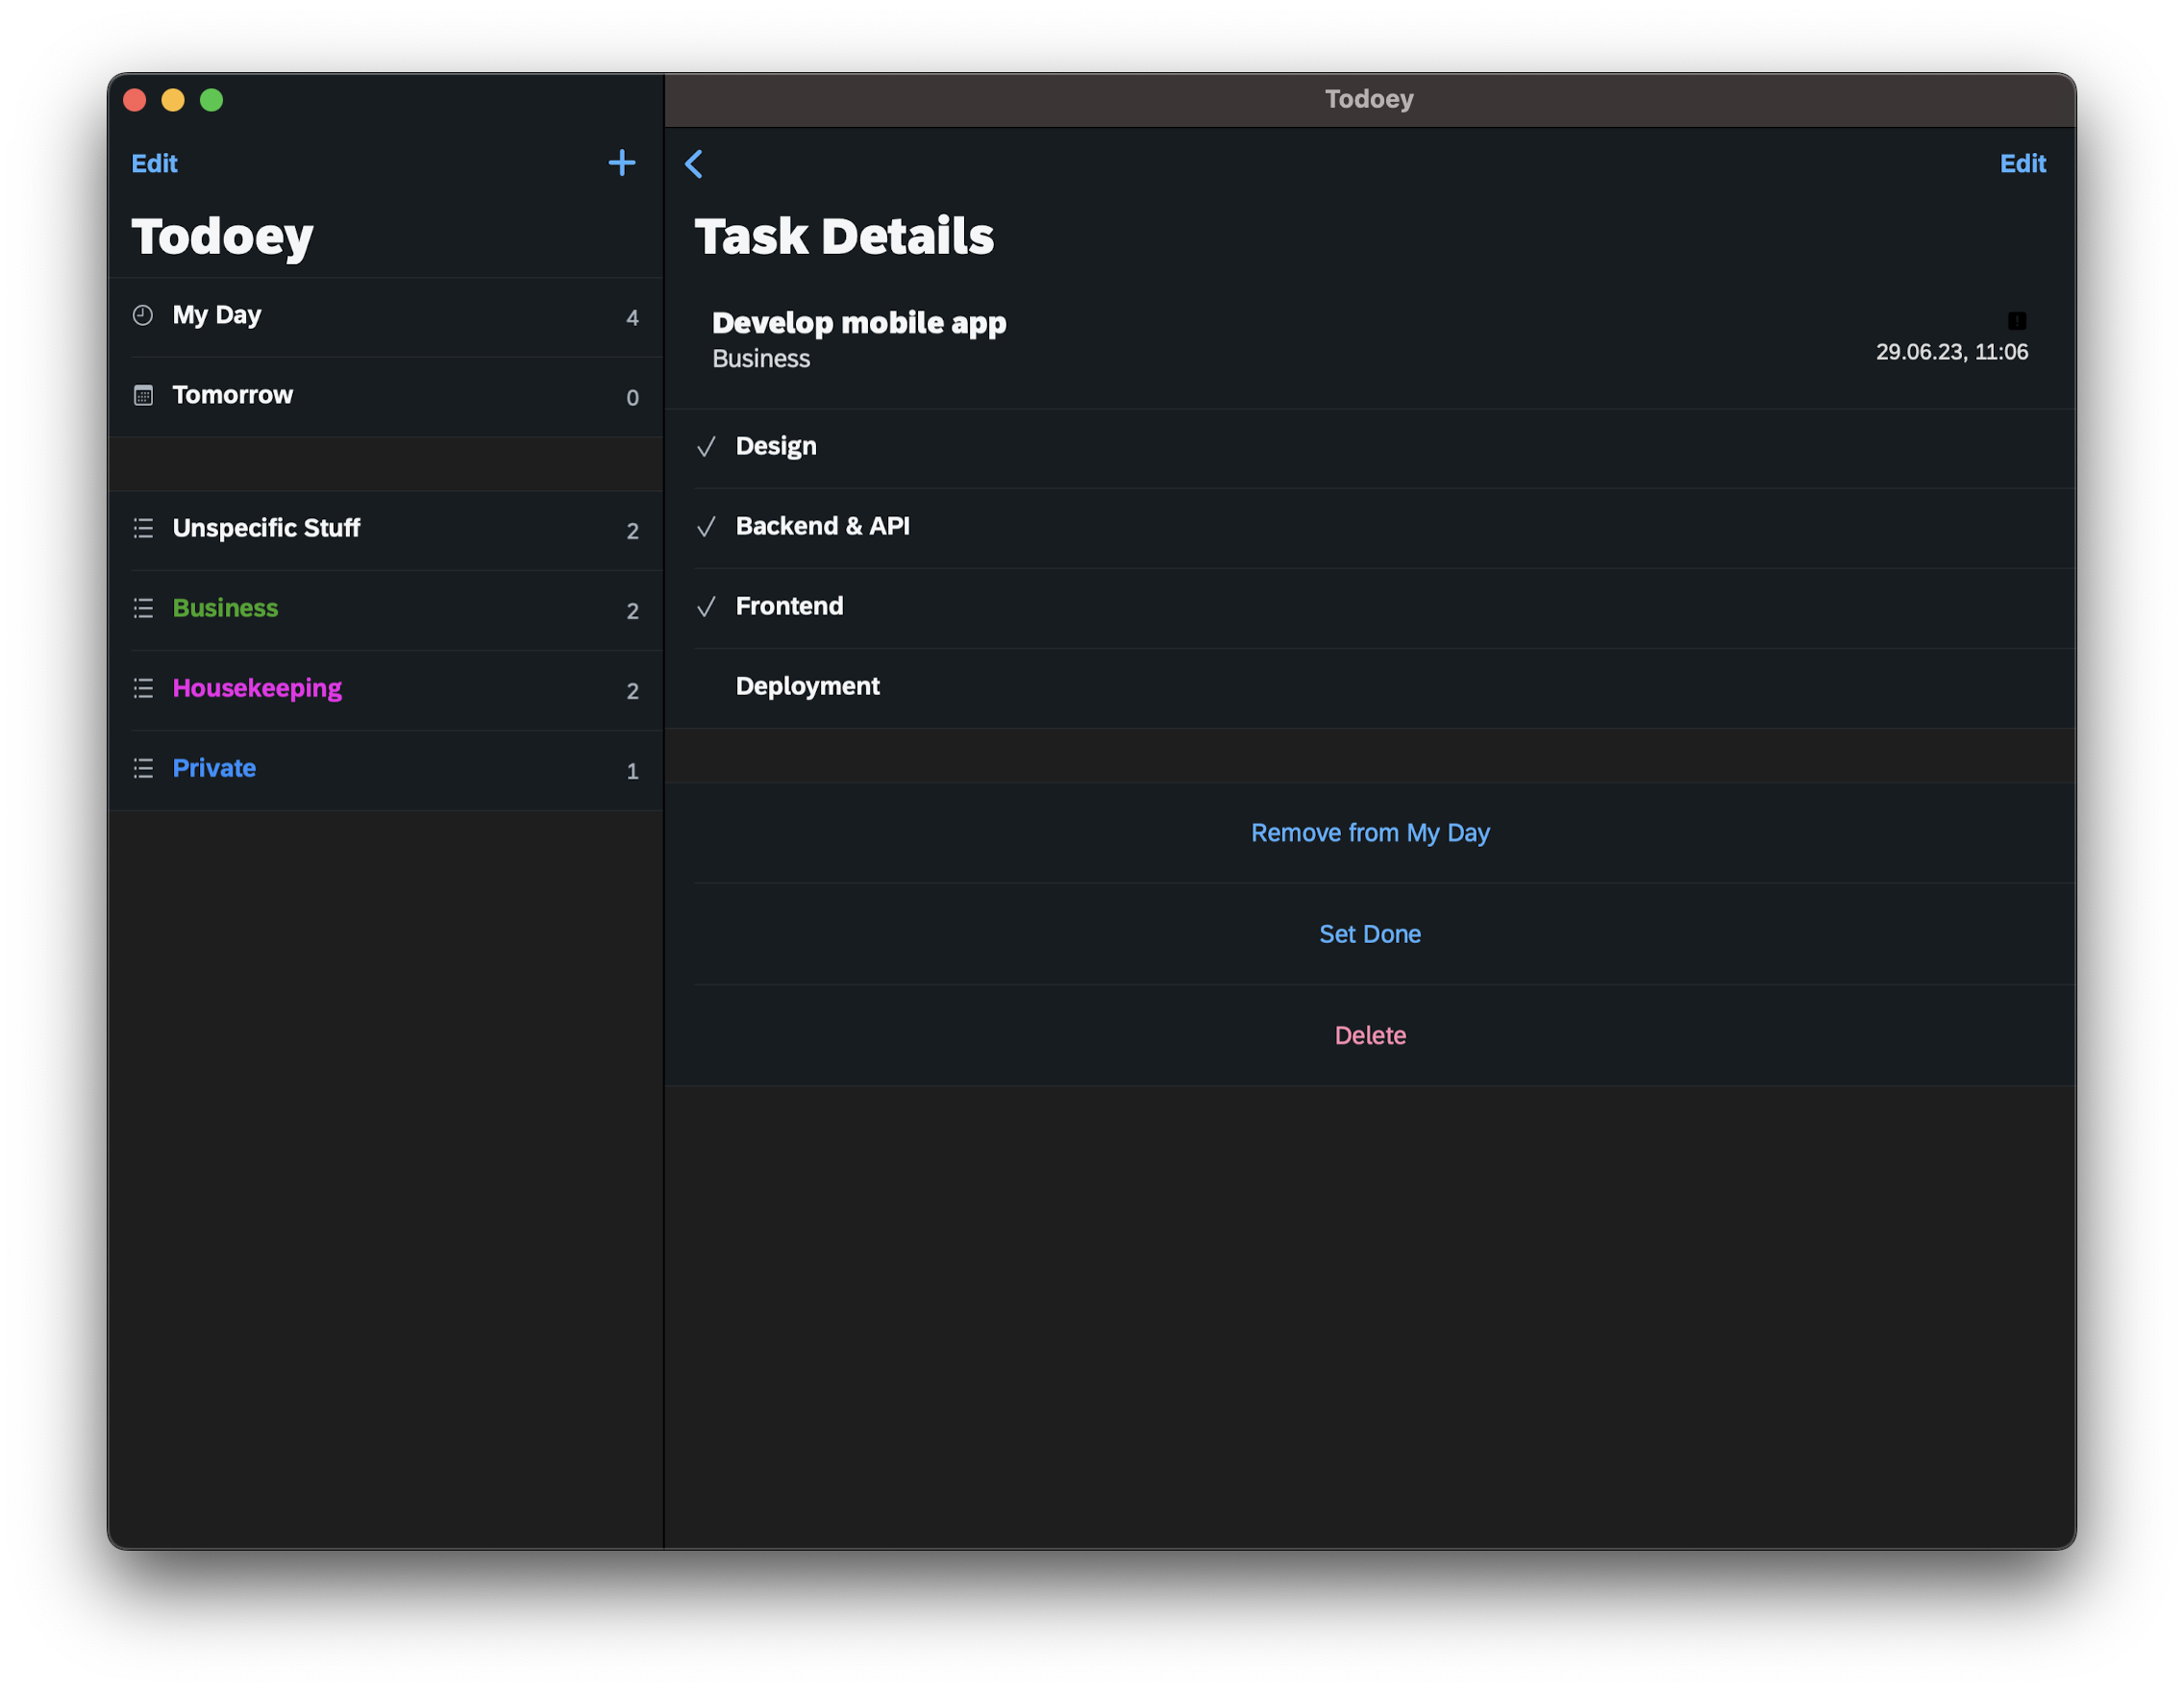 Todoey
Edit
Todoey
My Day 4
Tomorrow 0
Unspecific Stuff 2
Business 2
Housekeeping 2
Private 1
Edit
Task Details
Develop mobile app
Business
29.06.23, 11:06
Design
Backend & API
Frontend
Deployment
Remove from My Day
Set Done
Delete